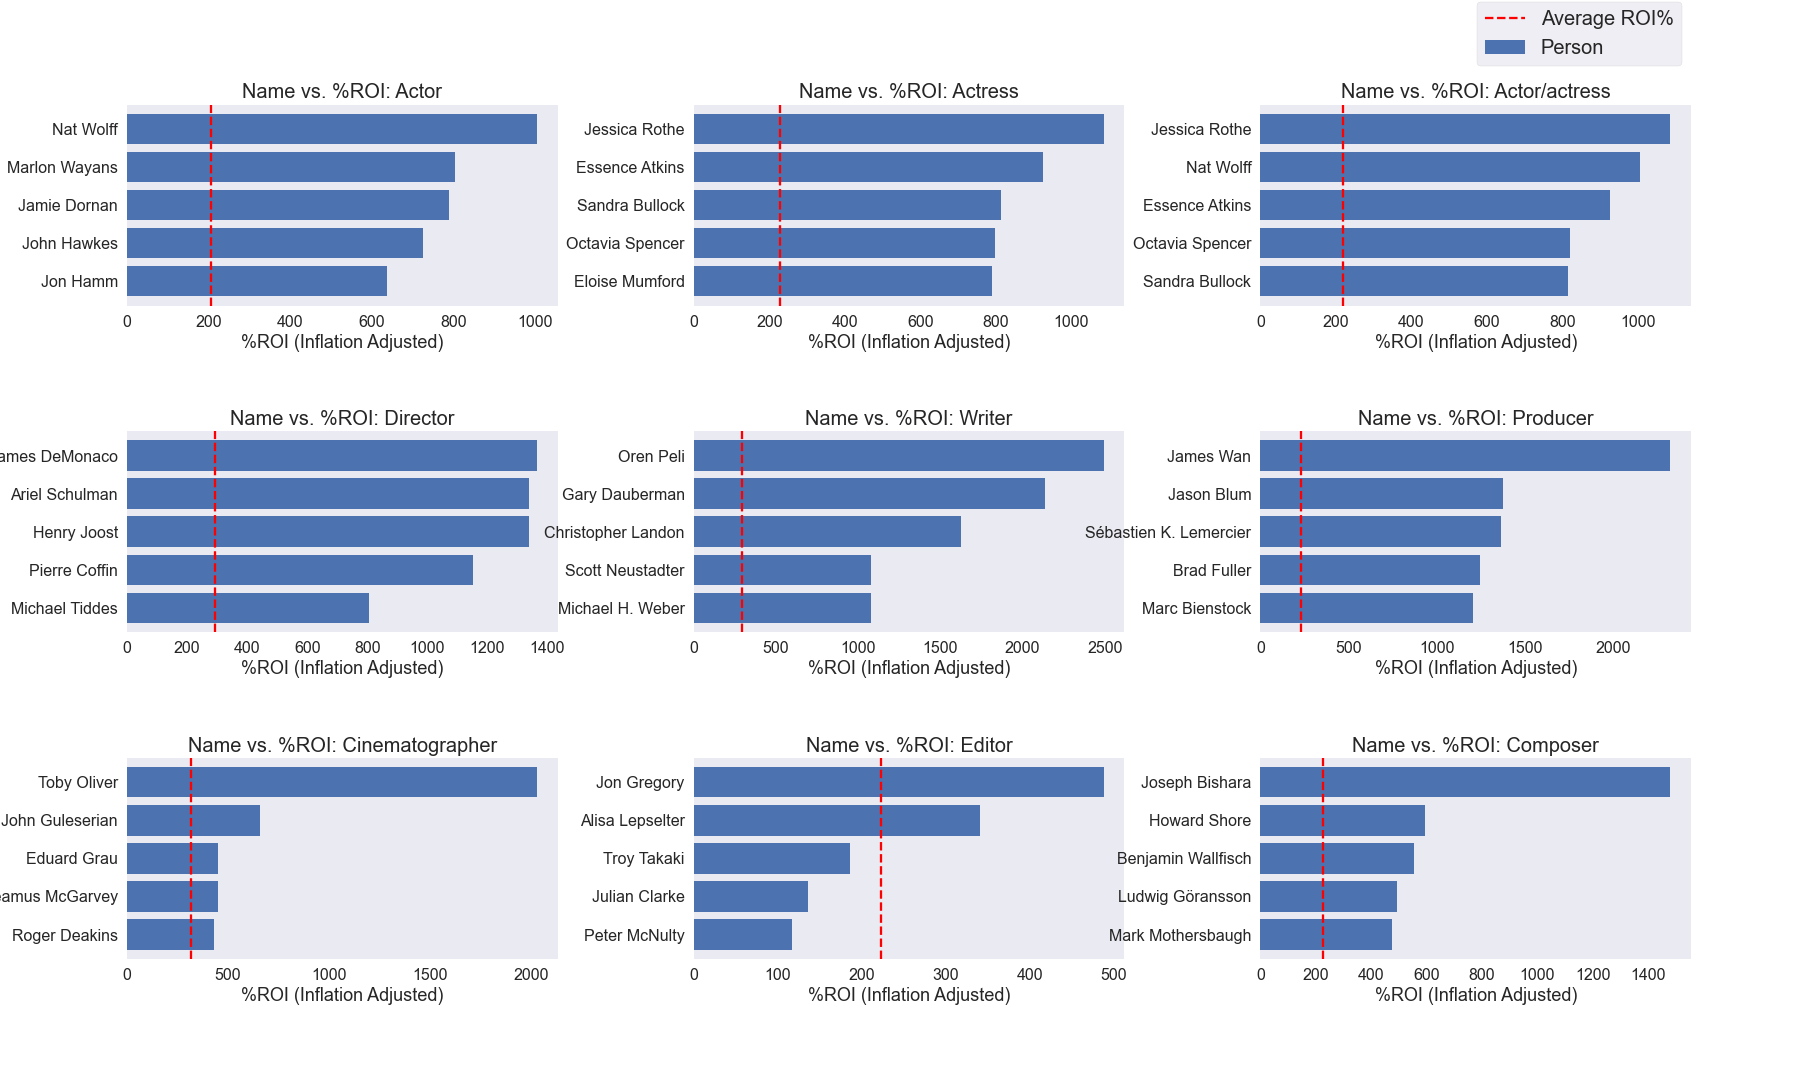 Average ROI%
Person
Name vs. %ROI: Actor
Nat Wolff
Marlon Wayans
Jamie Dornan
John Hawkes
Jon Hamm
0 200 400 600 800 1000
%ROI (Inflation Adjusted)
Name vs. %ROI: Actress
Jessica Rothe
Essence Atkins
Sandra Bullock
Octavia Spencer
Eloise Mumford
0 200 400 600 800 1000
%ROI (Inflation Adjusted)
Name vs. %ROI: Actor/actress
Jessica Rothe
Nat Wolff
Essence Atkins
Octavia Spencer
Sandra Bullock
0 200 400 600 800 1000
%ROI (Inflation Adjusted)
Name vs. %ROI: Director
ames DeMonaco
Ariel Schulman
Henry Joost
Pierre Coffin
Michael Tiddes
0 200 400 600 800 1000 1200 1400
%ROI (Inflation Adjusted)
Name vs. %ROI: Writer
Oren Peli
Gary Dauberman
Christopher Landon
Scott Neustadter
Michael H. Weber
0 500 1000 1500 2000 2500
%ROI (Inflation Adjusted)
Name vs. %ROI: Producer
James Wan
Jason Blum
Sébastien K. Lemercier
Brad Fuller
Marc Bienstock
0 500 1000 1500 2000
%ROI (Inflation Adjusted)
Name vs. %ROI: Cinematographer
Toby Oliver
John Guleserian
Eduard Grau
eamus McGarvey
Roger Deakins
0 500 1000 1500 2000
%ROI (Inflation Adjusted)
Name vs. %ROI: Editor
Jon Gregory
Alisa Lepselter
Troy Takaki
Julian Clarke
Peter McNulty
0 100 200 300 400 500
%ROI (Inflation Adjusted)
Name vs. %ROI: Composer
Joseph Bishara
Howard Shore
Benjamin Wallfisch
Ludwig Göransson
Mark Mothersbaugh
0 200 400 600 800 1000 1200 1400
%ROI (Inflation Adjusted)